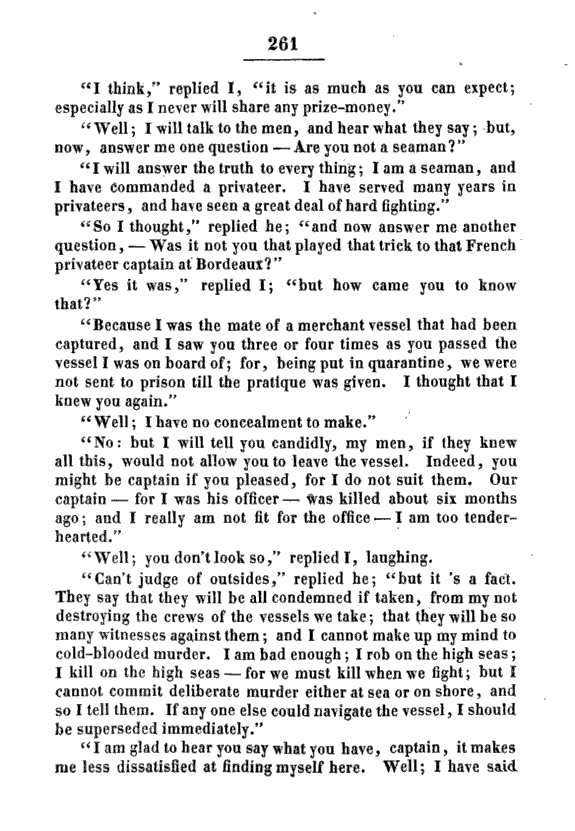 261
“I think,” replied I, “it is as much as you can expect;
especially as I never will share any prize-money.”
“Well; I will talk to the men, and hear what they say; but,
now, answer me one question — Are you not a seaman?”
“I will answer the truth to every thing; I am a seaman, and
I have commanded a privateer. I have served many years in
privateers, and have seen a great deal of hard fighting.”
“So I thought,” replied he; “and now answer me another
question, — Was it not you that played that trick to that French
privateer captain at Bordeaux?”
“Yes it was,” replied I; “but how came you to know
that?”
“Because I was the mate of a merchant vessel that had been
captured, and I saw you three or four times as you passed the
vessel I was on board of; for, being put in quarantine, we were
not sent to prison till the pratique was given. I thought that I
knew you again.”
“Well; I have no concealment to make.”
“No: but I will tell you candidly, my men, if they knew
all this, would not allow you to leave the vessel. Indeed, you
might be captain if you pleased, for I do not suit them. Our
captain — for I was his officer — was killed about six months
ago; and I really am not fit for the office — I am too tender-
hearted.”
“Well; you don't look so,” replied I, laughing.
“Can't judge of outsides,” replied he; “but it 's a fact.
They say that they will be all condemned if taken, from my not
destroying the crews of the vessels we take; that they will be so
many witnesses against them; and I cannot make up my mind to
cold-blooded murder. I am bad enough; I rob on the high seas;
I kill on the high seas — for we must kill when we fight; but I
cannot commit deliberate murder either at sea or on shore, and
so I tell them. If any one else could navigate the vessel, I should
be superseded immediately.”
“I am glad to hear you say what you have, captain, it makes
me less dissatisfied at finding myself here. Well; I have said